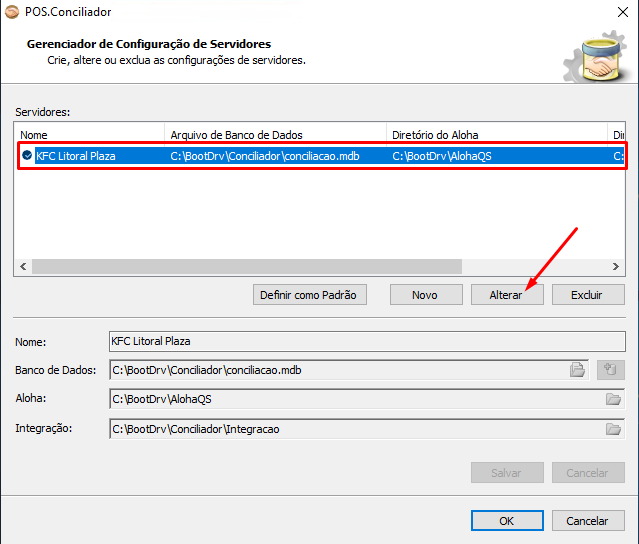 POS.Conciliador
Gerenciador de Configuração de Servidores
Crie, altere ou exclua as configurações de servidores.
Servidores:
Nome Arquivo de Banco de Dados Diretório do Aloha Dir
KFC Litoral Plaza C:\BootDrv\Conciliador\conciliacao.mdb C:\BootDrv\AlohaQS C:
Definir como Padrão Novo Alterar Excluir
Nome: KFC Litoral Plaza
Banco de Dados: C:\BootDrv\Conciliador\conciliacao.mdb
Aloha: C:\BootDrv\AlohaQS
Integração: C:\BootDrv\Conciliador\Integracao
Salvar Cancelar
OK Cancelar